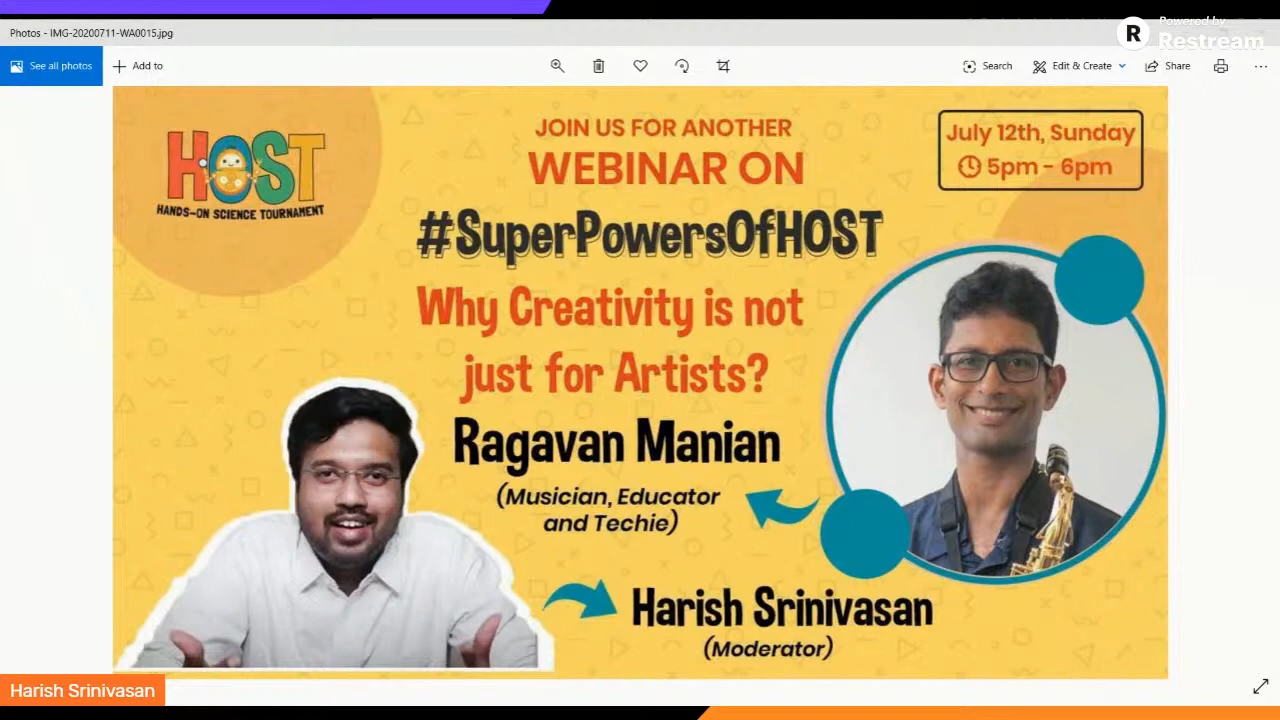 Photos - IMG-20200711-WA0015.jpg
Powered by
R Restream
See all photos
Add to
Search
Edit & Create
Share
HOST
HANDS-ON SCIENCE TOURNAMENT
JOIN US FOR ANOTHER
WEBINAR ON
#SuperPowersOfHOST
July 12th, Sunday
5pm - 6pm
Why Creativity is not
just for Artists?
Ragavan Manian
(Musician, Educator
and Techie)
Harish Srinivasan
(Moderator)
Harish Srinivasan